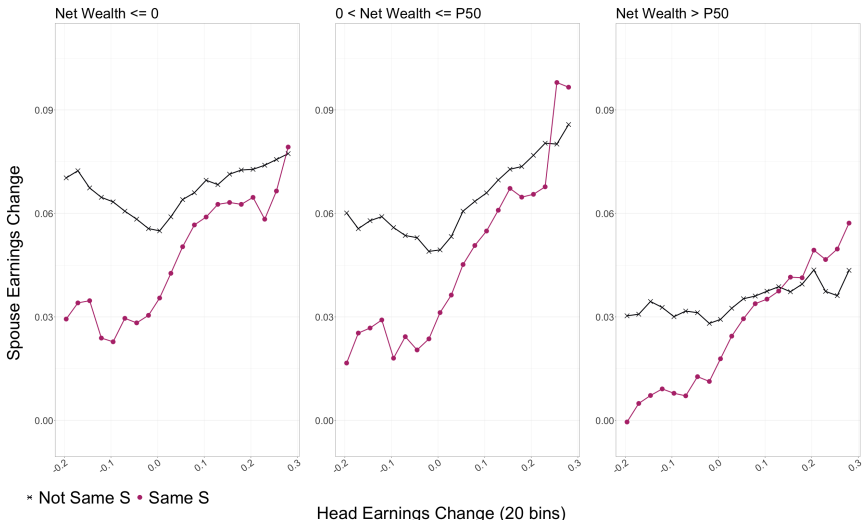 Net Wealth <= 0
0 < Net Wealth <= P50
Net Wealth > P50
Spouse Earnings Change
0.09
0.06
0.03
0.00
-0.2 -0.1 0.0 0.1 0.2 0.3
0.09
0.06
0.03
0.00
-0.2 -0.1 0.0 0.1 0.2 0.3
0.09
0.06
0.03
0.00
-0.2 -0.1 0.0 0.1 0.2 0.3
Not Same S Same S
Head Earnings Change (20 bins)